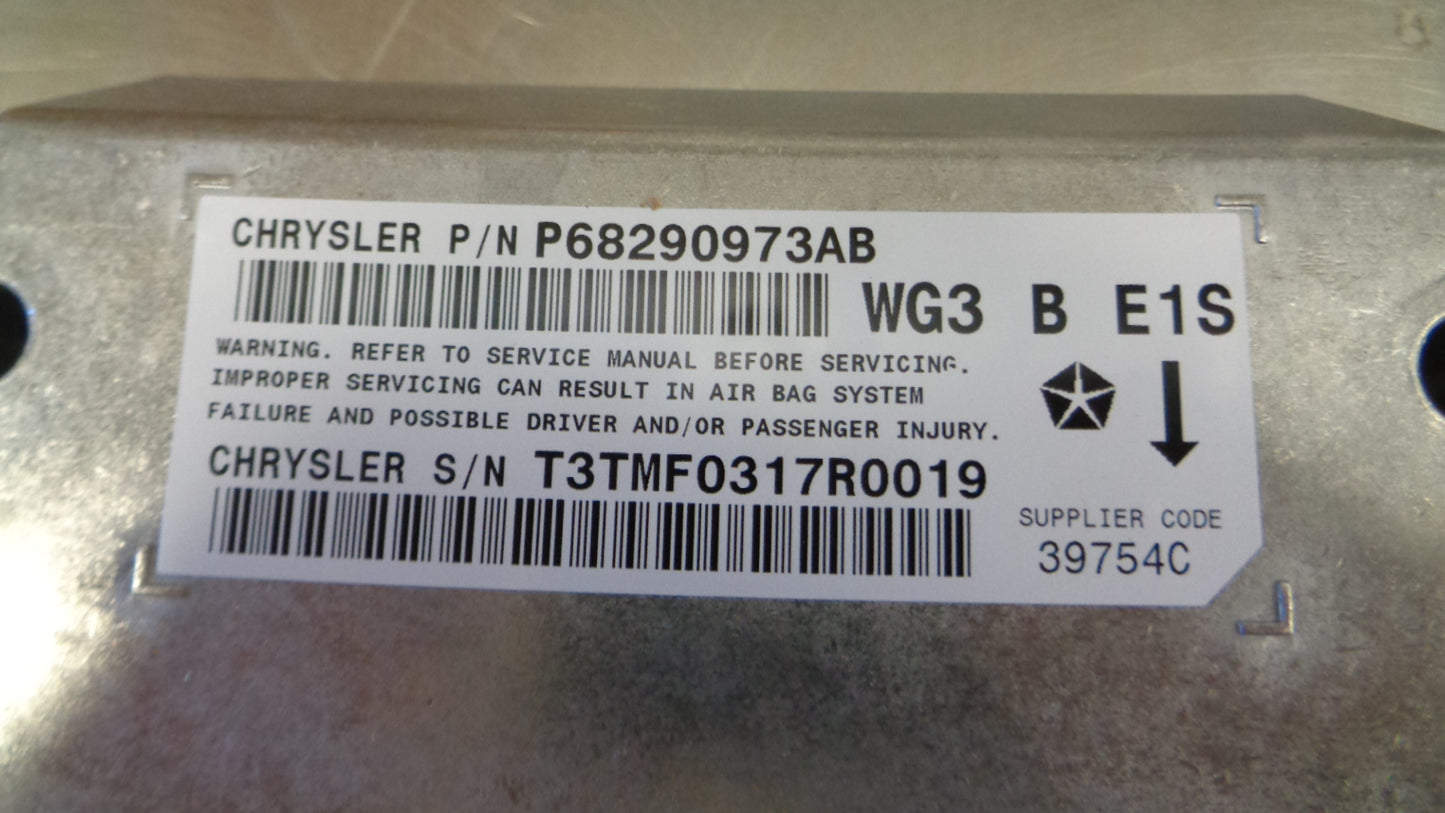 CHRYSLER P/N P68290973AB
WG3 B E1S
WARNING. REFER TO SERVICE MANUAL BEFORE SERVICING.
IMPROPER SERVICING CAN RESULT IN AIR BAG SYSTEM
FAILURE AND POSSIBLE DRIVER AND/OR PASSENGER INJURY.
CHRYSLER S/N T3TMF0317R0019
SUPPLIER CODE
39754C